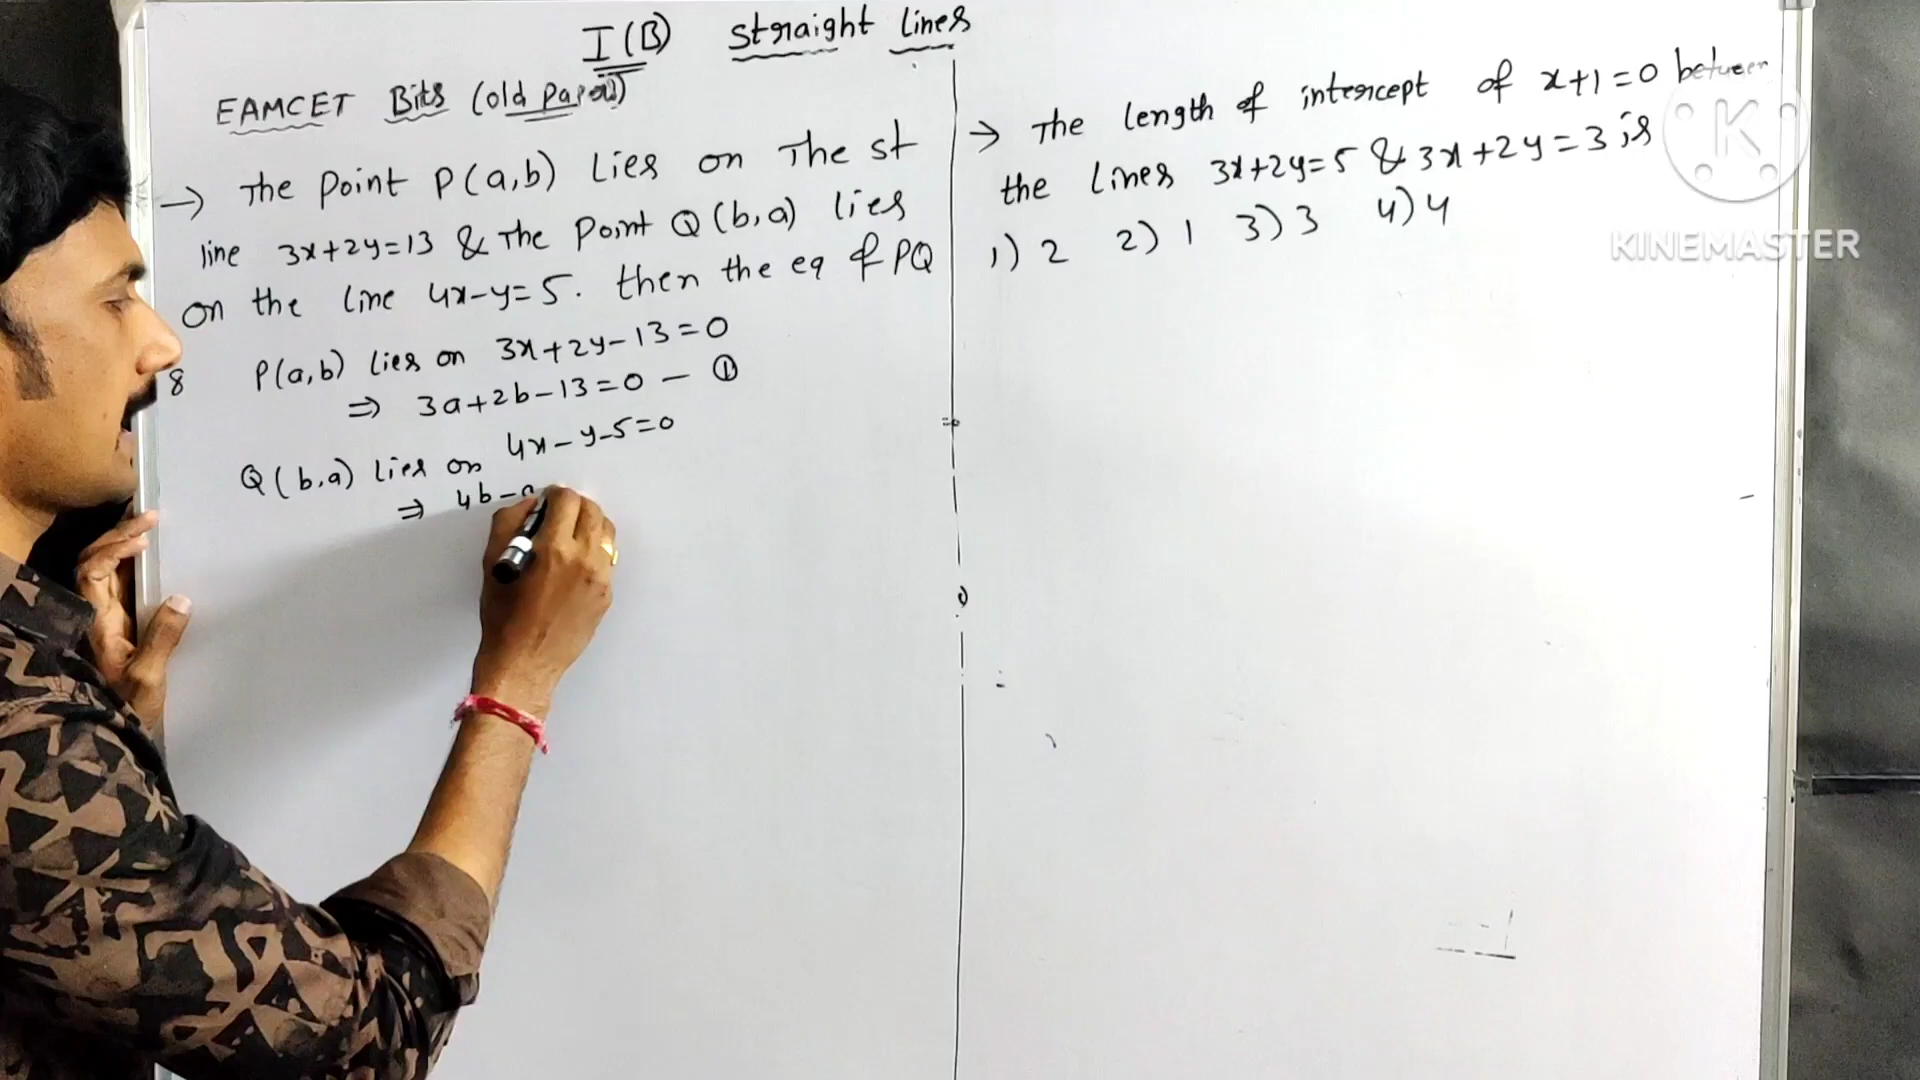 I(B) Straight Lines
EAMCET Bits (old Papers)
→ The Point P(a,b) Lies on The st
line 3x+2y=13 & The Point Q(b,a) lies
on the line 4x-y=5. then the eq of PQ
8 P(a,b) lies on 3x+2y-13=0
⇒ 3a+2b-13=0 — ①
Q(b,a) lies on 4x-y-5=0
⇒ 4b-a
→ The length of intercept of x+1=0 between
the lines 3x+2y=5 & 3x+2y=3 is
1) 2 2) 1 3) 3 4) 4
K
KINEMASTER